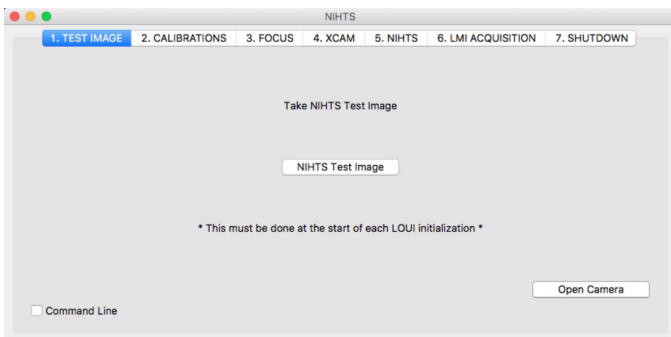 NIHTS
1. TEST IMAGE 2. CALIBRATIONS 3. FOCUS 4. XCAM 5. NIHTS 6. LMI ACQUISITION 7. SHUTDOWN
Take NIHTS Test Image
NIHTS Test Image
* This must be done at the start of each LOUI initialization *
Open Camera
Command Line